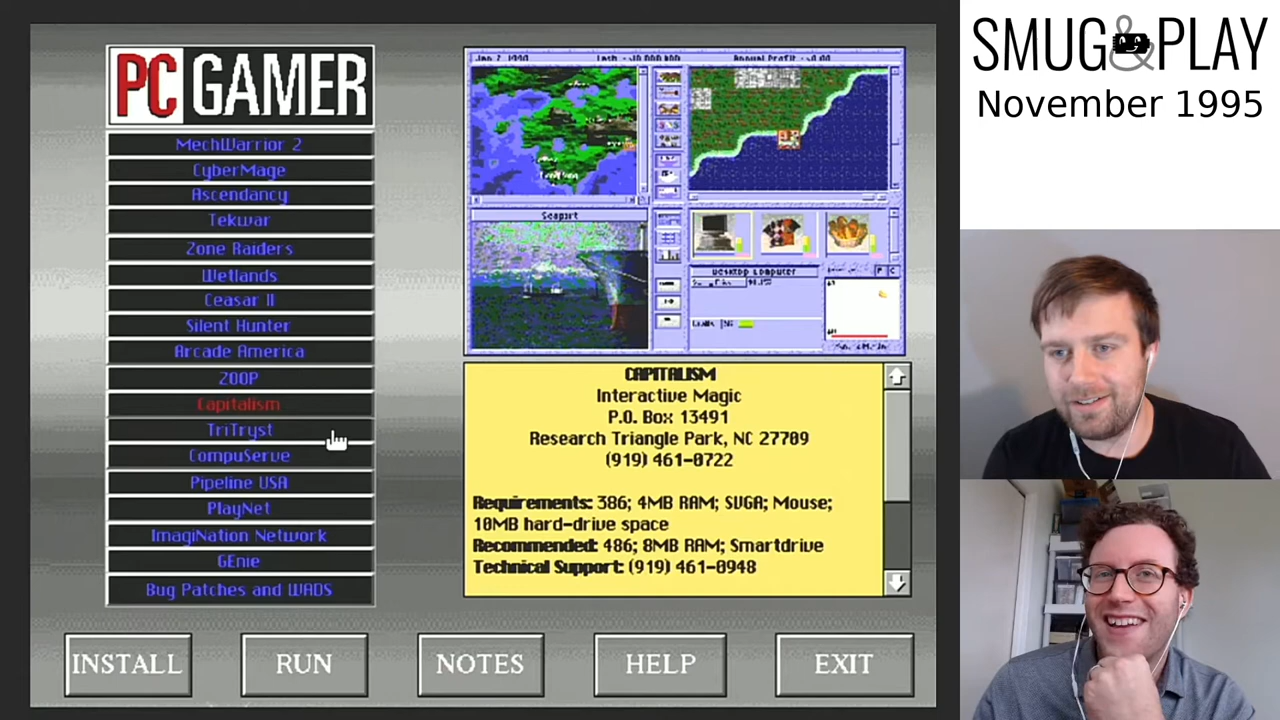 PC GAMER
MechWarrior 2
CyberMage
Ascendancy
Tekwar
Zone Raiders
Wetlands
Ceasar II
Silent Hunter
Arcade America
ZOOP
Capitalism
TriTryst
CompuServe
Pipeline USA
PlayNet
ImagiNation Network
GEnie
Bug Patches and WADS
Seaport
Desktop Computer
CAPITALISM
Interactive Magic
P.O. Box 13491
Research Triangle Park, NC 27709
(919) 461-0722
Requirements: 386; 4MB RAM; SVGA; Mouse;
10MB hard-drive space
Recommended: 486; 8MB RAM; Smartdrive
Technical Support: (919) 461-0948
INSTALL
RUN
NOTES
HELP
EXIT
SMUG&PLAY
November 1995